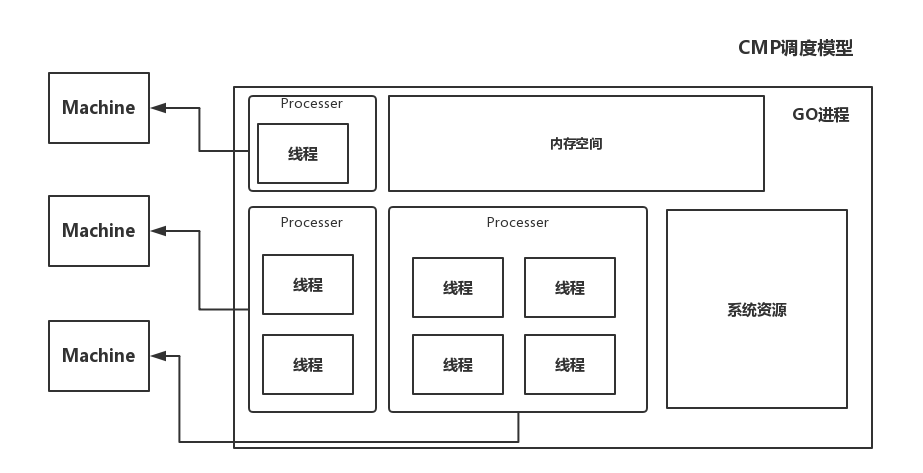 CMP调度模型
Machine
Processer
线程
内存空间
GO进程
Machine
Processer
线程
线程
Processer
线程
线程
线程
线程
系统资源
Machine